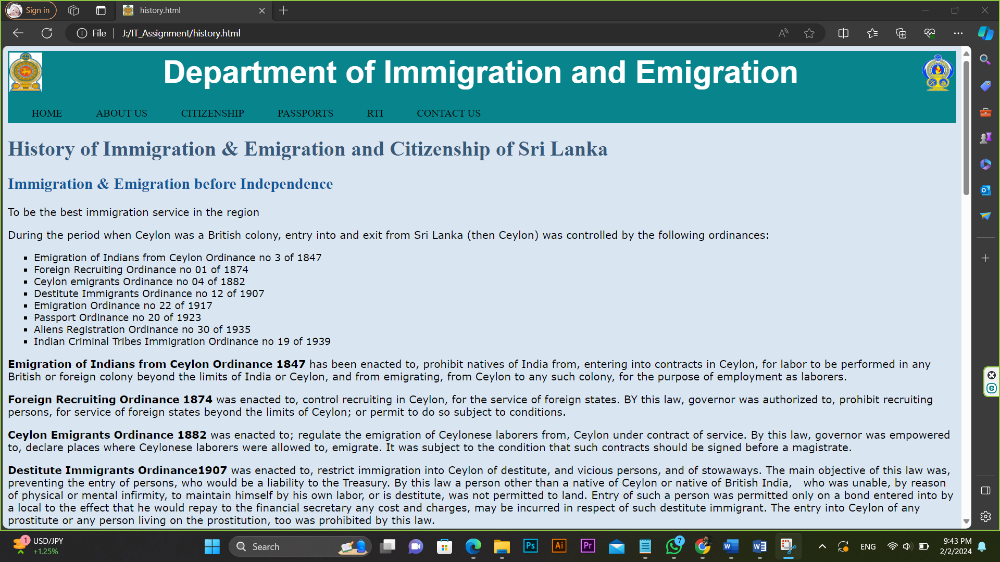 Sign in
history.html
File
J:/IT_Assignment/history.html
Department of Immigration and Emigration
HOME ABOUT US CITIZENSHIP PASSPORTS RTI CONTACT US
History of Immigration & Emigration and Citizenship of Sri Lanka
Immigration & Emigration before Independence
To be the best immigration service in the region
During the period when Ceylon was a British colony, entry into and exit from Sri Lanka (then Ceylon) was controlled by the following ordinances:
Emigration of Indians from Ceylon Ordinance no 3 of 1847
Foreign Recruiting Ordinance no 01 of 1874
Ceylon emigrants Ordinance no 04 of 1882
Destitute Immigrants Ordinance no 12 of 1907
Emigration Ordinance no 22 of 1917
Passport Ordinance no 20 of 1923
Aliens Registration Ordinance no 30 of 1935
Indian Criminal Tribes Immigration Ordinance no 19 of 1939
Emigration of Indians from Ceylon Ordinance 1847 has been enacted to, prohibit natives of India from, entering into contracts in Ceylon, for labor to be performed in any
British or foreign colony beyond the limits of India or Ceylon, and from emigrating, from Ceylon to any such colony, for the purpose of employment as laborers.
Foreign Recruiting Ordinance 1874 was enacted to, control recruiting in Ceylon, for the service of foreign states. BY this law, governor was authorized to, prohibit recruiting
persons, for service of foreign states beyond the limits of Ceylon; or permit to do so subject to conditions.
Ceylon Emigrants Ordinance 1882 was enacted to; regulate the emigration of Ceylonese laborers from, Ceylon under contract of service. By this law, governor was empowered
to, declare places where Ceylonese laborers were allowed to, emigrate. It was subject to the condition that such contracts should be signed before a magistrate.
Destitute Immigrants Ordinance1907 was enacted to, restrict immigration into Ceylon of destitute, and vicious persons, and of stowaways. The main objective of this law was,
preventing the entry of persons, who would be a liability to the Treasury. By this law a person other than a native of Ceylon or native of British India, who was unable, by reason
of physical or mental infirmity, to maintain himself by his own labor, or is destitute, was not permitted to land. Entry of such a person was permitted only on a bond entered into by
a local to the effect that he would repay to the financial secretary any cost and charges, may be incurred in respect of such destitute immigrant. The entry into Ceylon of any
prostitute or any person living on the prostitution, too was prohibited by this law.
1
USD/JPY
+1.25%
Search
Ps
Ai
Pr
7
ENG
9:43 PM
2/2/2024